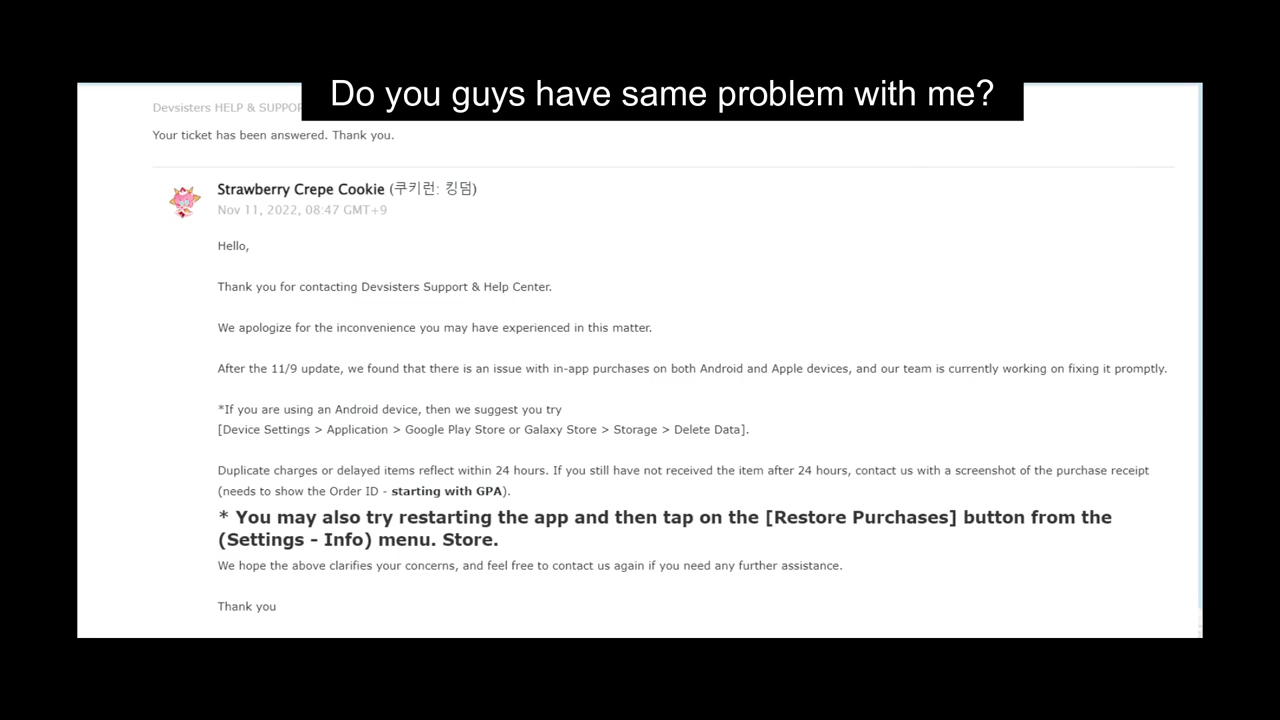 Do you guys have same problem with me?
Devsisters HELP & SUPPOR
Your ticket has been answered. Thank you.
Strawberry Crepe Cookie (쿠키런: 킹덤)
Nov 11, 2022, 08:47 GMT+9
Hello,
Thank you for contacting Devsisters Support & Help Center.
We apologize for the inconvenience you may have experienced in this matter.
After the 11/9 update, we found that there is an issue with in-app purchases on both Android and Apple devices, and our team is currently working on fixing it promptly.
*If you are using an Android device, then we suggest you try
[Device Settings > Application > Google Play Store or Galaxy Store > Storage > Delete Data].
Duplicate charges or delayed items reflect within 24 hours. If you still have not received the item after 24 hours, contact us with a screenshot of the purchase receipt
(needs to show the Order ID - starting with GPA).
* You may also try restarting the app and then tap on the [Restore Purchases] button from the
(Settings - Info) menu. Store.
We hope the above clarifies your concerns, and feel free to contact us again if you need any further assistance.
Thank you